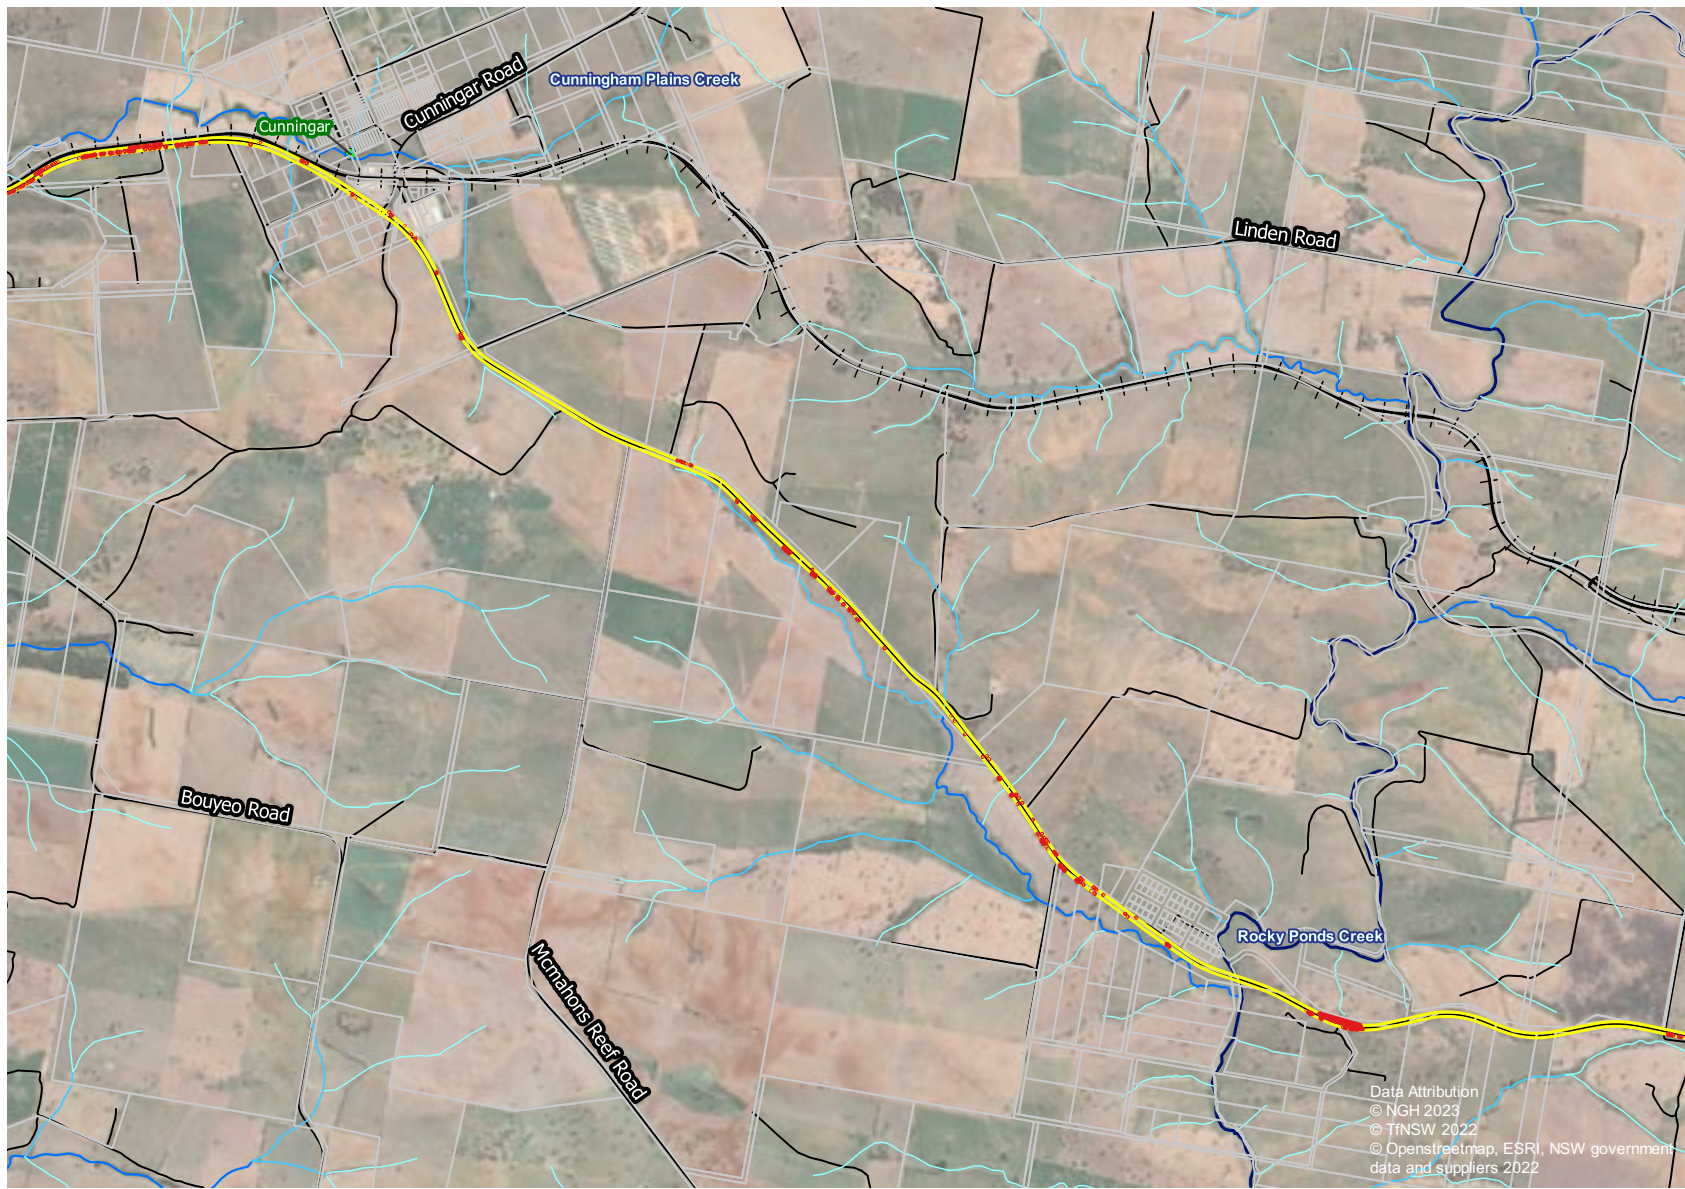 Cunningham Plains Creek
Cunningar Road
Cunningar
Linden Road
Bouyeo Road
Mcmahons Reef Road
Rocky Ponds Creek
Data Attribution
© NGH 2023
© TfNSW 2022
© Openstreetmap, ESRI, NSW government
data and suppliers 2022